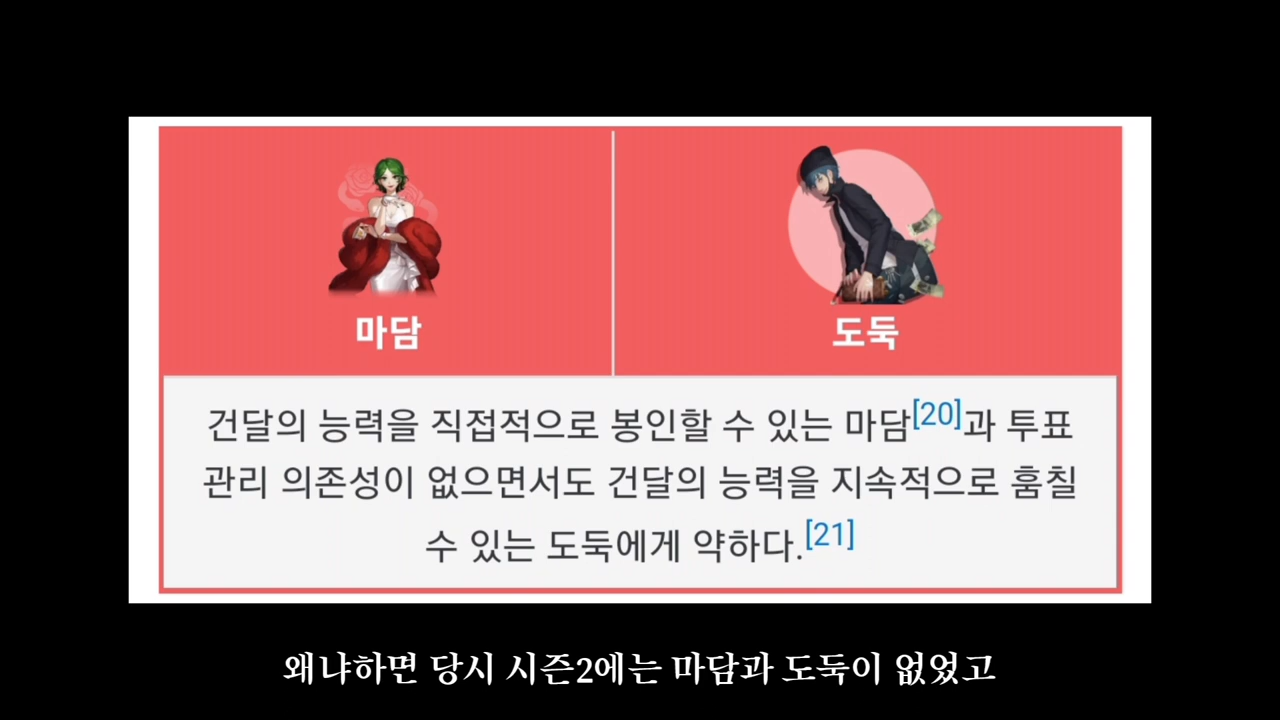 마담
도둑
건달의 능력을 직접적으로 봉인할 수 있는 마담[20]과 투표
관리 의존성이 없으면서도 건달의 능력을 지속적으로 훔칠
수 있는 도둑에게 약하다.[21]
왜냐하면 당시 시즌2에는 마담과 도둑이 없었고